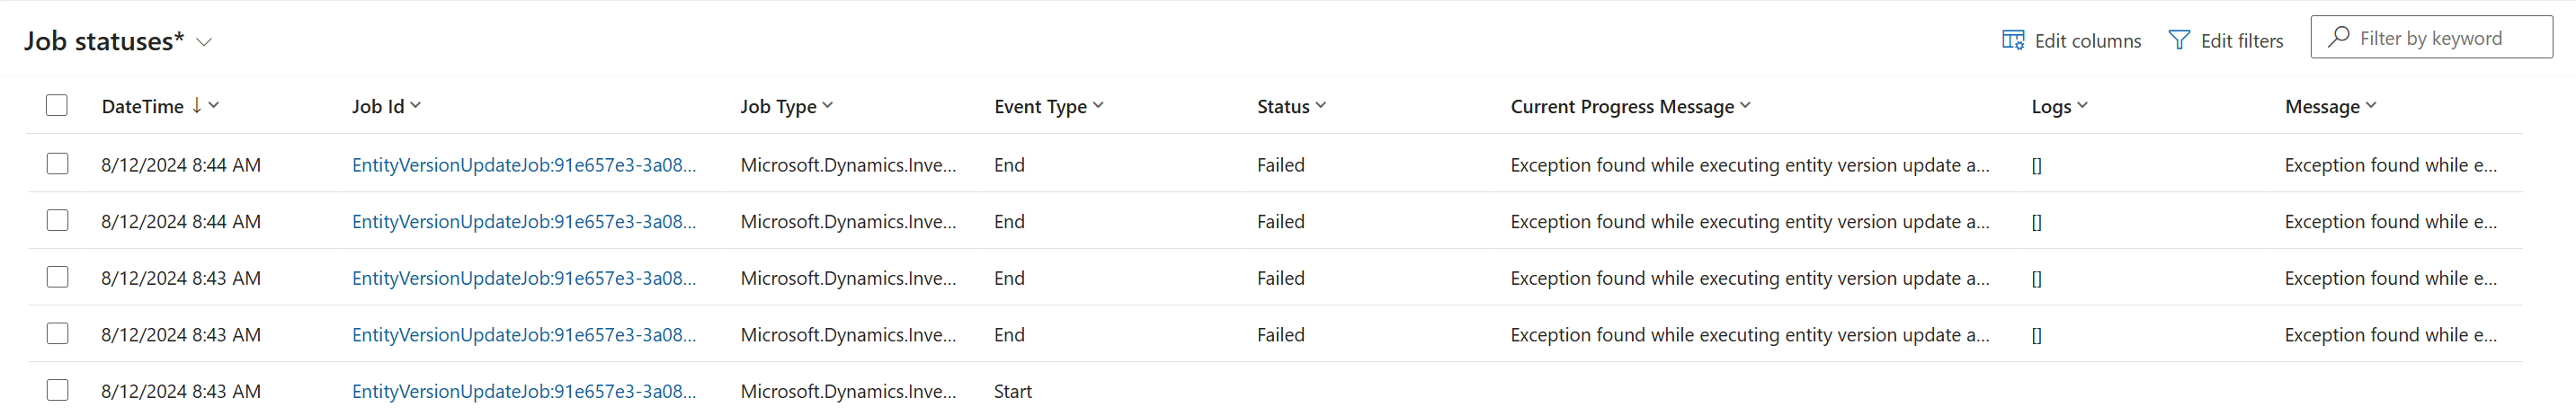 Job statuses*
Edit columns Edit filters Filter by keyword
DateTime Job Id Job Type Event Type Status Current Progress Message Logs Message
8/12/2024 8:44 AM EntityVersionUpdateJob:91e657e3-3a08... Microsoft.Dynamics.Inve... End Failed Exception found while executing entity version update a... [] Exception found while e...
8/12/2024 8:44 AM EntityVersionUpdateJob:91e657e3-3a08... Microsoft.Dynamics.Inve... End Failed Exception found while executing entity version update a... [] Exception found while e...
8/12/2024 8:43 AM EntityVersionUpdateJob:91e657e3-3a08... Microsoft.Dynamics.Inve... End Failed Exception found while executing entity version update a... [] Exception found while e...
8/12/2024 8:43 AM EntityVersionUpdateJob:91e657e3-3a08... Microsoft.Dynamics.Inve... End Failed Exception found while executing entity version update a... [] Exception found while e...
8/12/2024 8:43 AM EntityVersionUpdateJob:91e657e3-3a08... Microsoft.Dynamics.Inve... Start